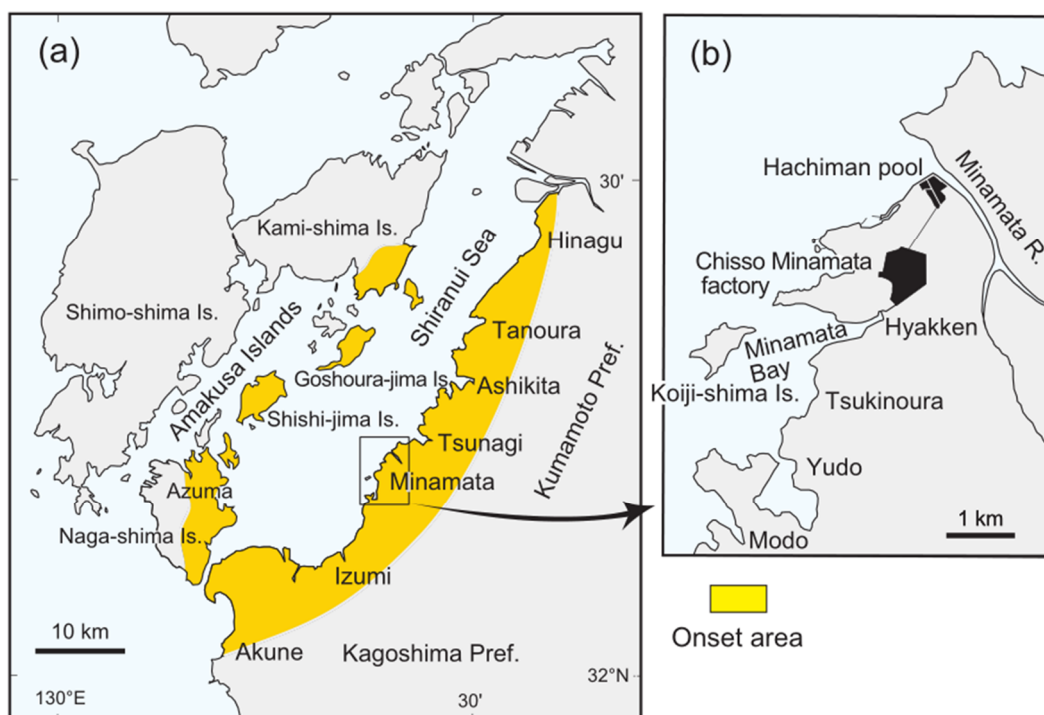 (a)
30'
Kami-shima Is.
Hinagu
Shiranui Sea
Shimo-shima Is.
Amakusa Islands
Tanoura
Goshoura-jima Is.
Ashikita
Kumamoto Pref.
Shishi-jima Is.
Tsunagi
Minamata
Azuma
Naga-shima Is.
Izumi
10 km
Akune
Kagoshima Pref.
32°N
130°E
30'
(b)
Hachiman pool
Minamata R.
Chisso Minamata
factory
Hyakken
Minamata
Bay
Koiji-shima Is.
Tsukinoura
Yudo
1 km
Modo
Onset area